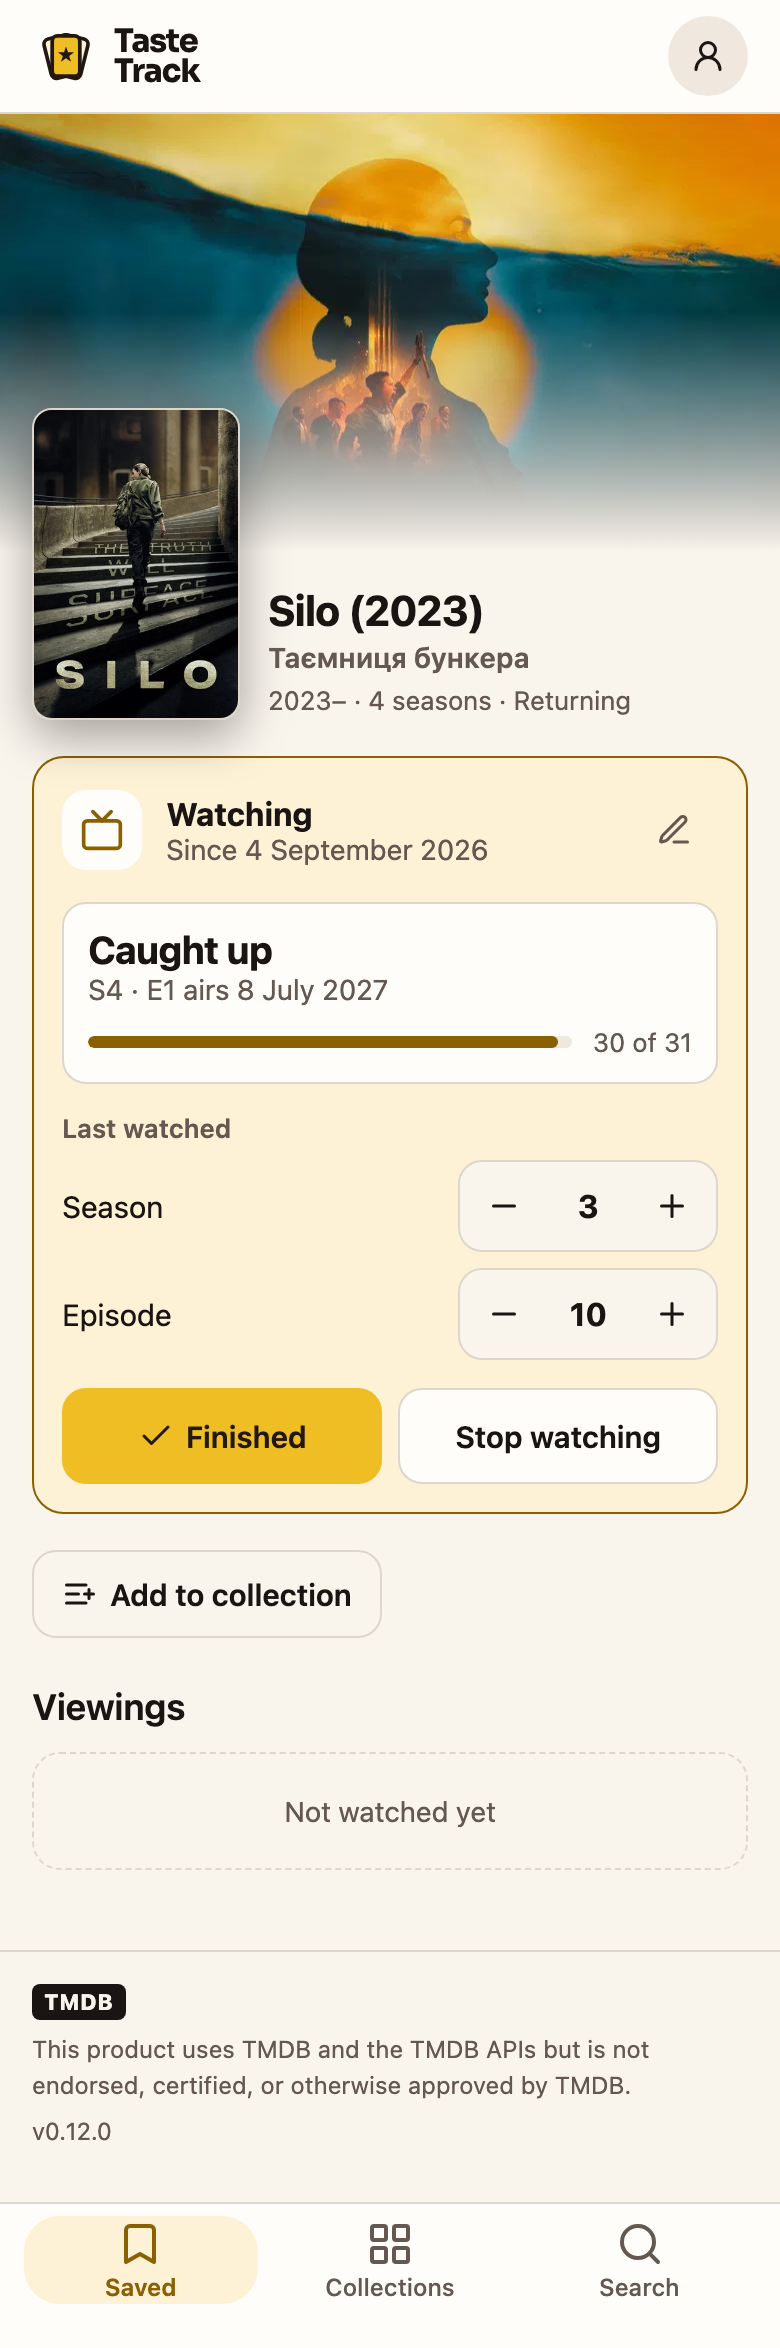 Taste
Track
THE TRUTH
WILL
SURFACE
SILO
Silo (2023)
Таємниця бункера
2023– · 4 seasons · Returning
Watching
Since 4 September 2026
Caught up
S4 · E1 airs 8 July 2027
30 of 31
Last watched
Season
3
Episode
10
Finished
Stop watching
Add to collection
Viewings
Not watched yet
TMDB
This product uses TMDB and the TMDB APIs but is not
endorsed, certified, or otherwise approved by TMDB.
v0.12.0
Saved
Collections
Search